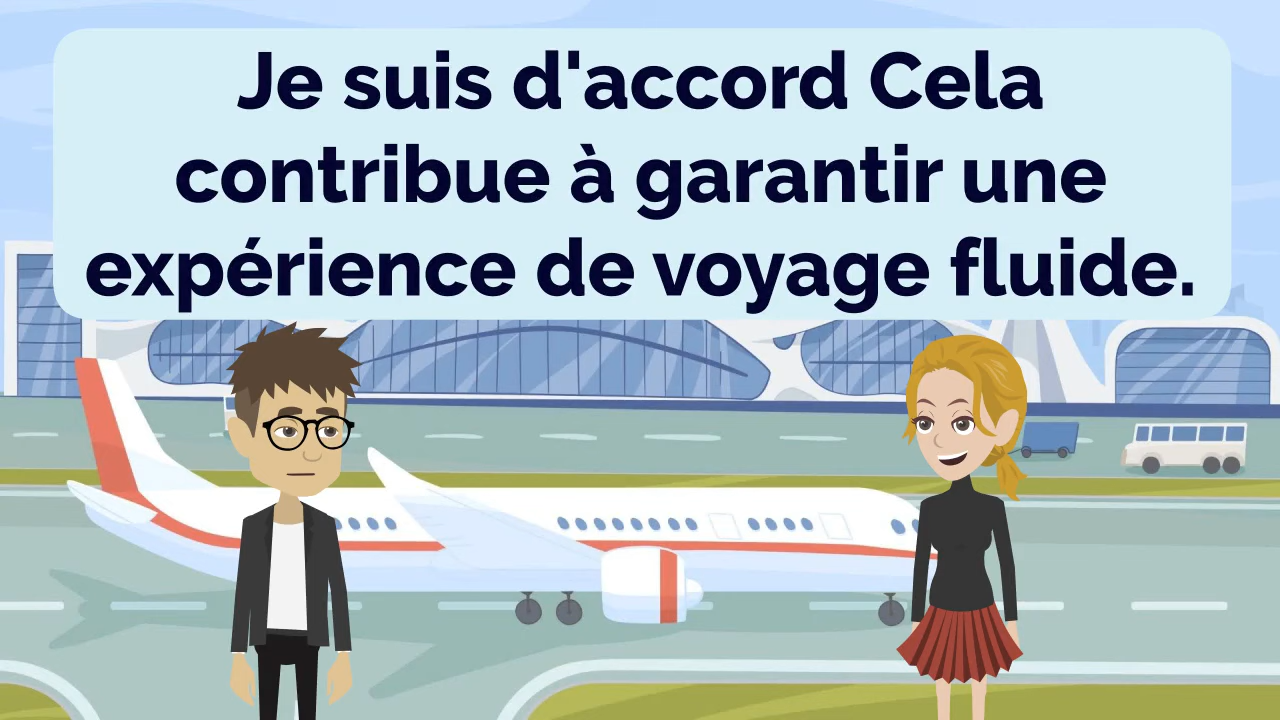 Je suis d'accord Cela
contribue à garantir une
expérience de voyage fluide.